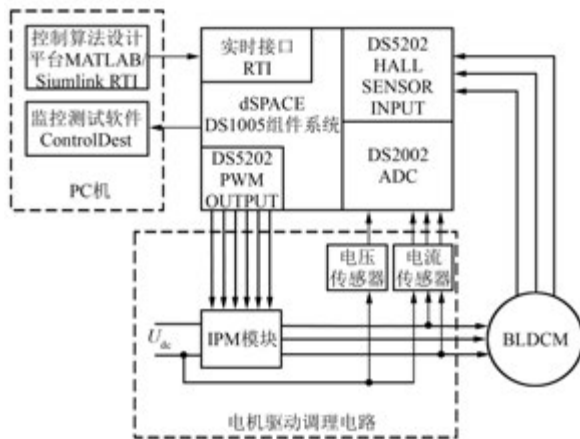 控制算法设计
平台MATLAB/
Siumlink RTI
监控测试软件
ControlDest
PC机
实时接口
RTI
dSPACE
DS1005组件系统
DS5202
PWM
OUTPUT
DS5202
HALL
SENSOR
INPUT
DS2002
ADC
电压
传感器
电流
传感器
Udc
IPM模块
BLDCM
电机驱动调理电路